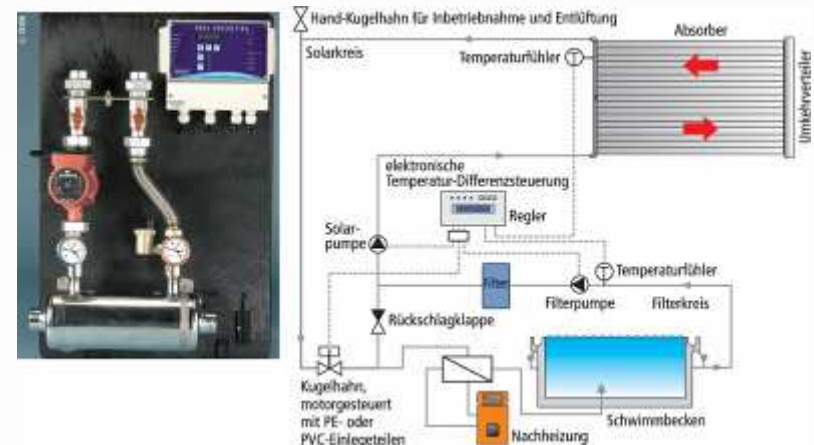 Hand-Kugelhahn für Inbetriebnahme und Entlüftung
Absorber
Solarkreis
Temperaturfühler
T
Umkehrverteiler
elektronische
Temperatur-Differenzsteuerung
Regler
Solar-
pumpe
T
Temperaturfühler
Filter
Filterpumpe
Filterkreis
Rückschlagklappe
Kugelhahn,
motorgesteuert
mit PE- oder
PVC-Einlegeteilen
Nachheizung
Schwimmbecken